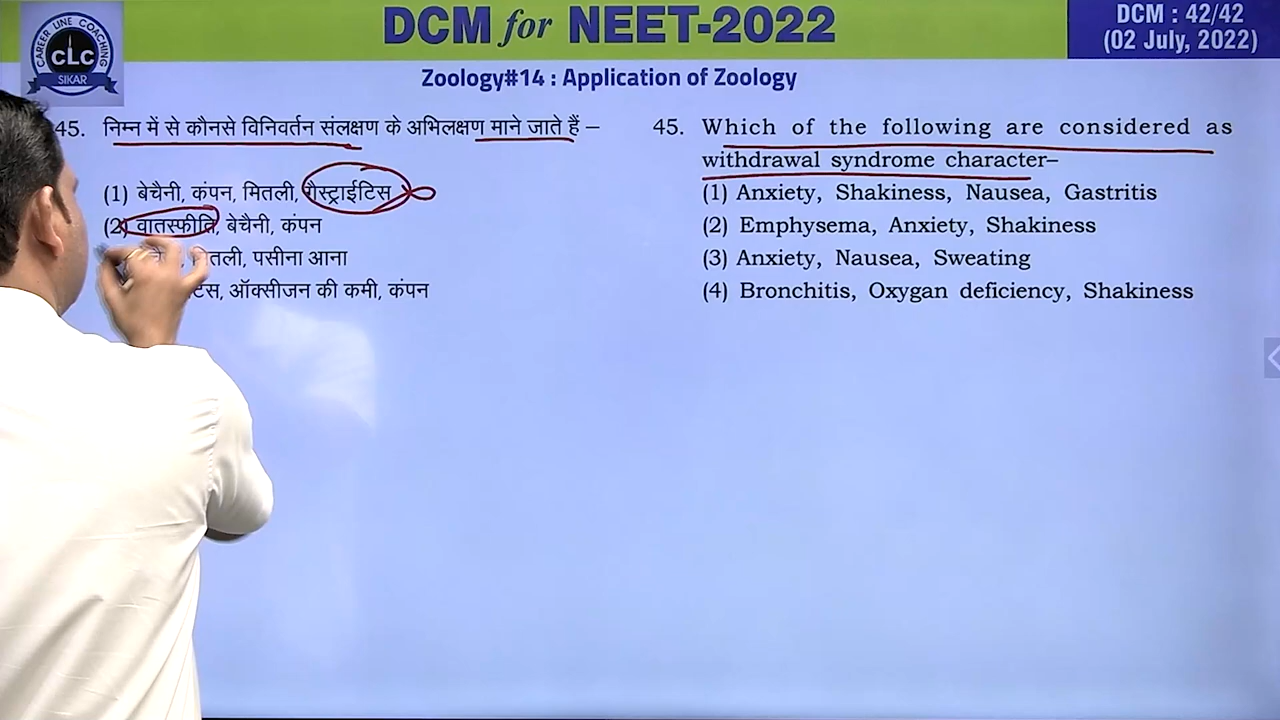 DCM for NEET-2022
DCM : 42/42
(02 July, 2022)
CAREER LINE COACHING
CLC
SIKAR
Zoology#14 : Application of Zoology
45. निम्न में से कौनसे विनिवर्तन संलक्षण के अभिलक्षण माने जाते हैं –
(1) बेचैनी, कंपन, मितली, गैस्ट्राईटिस
(2) वातस्फीति, बेचैनी, कंपन
पसीना आना
ऑक्सीजन की कमी, कंपन
45. Which of the following are considered as
withdrawal syndrome character–
(1) Anxiety, Shakiness, Nausea, Gastritis
(2) Emphysema, Anxiety, Shakiness
(3) Anxiety, Nausea, Sweating
(4) Bronchitis, Oxygan deficiency, Shakiness